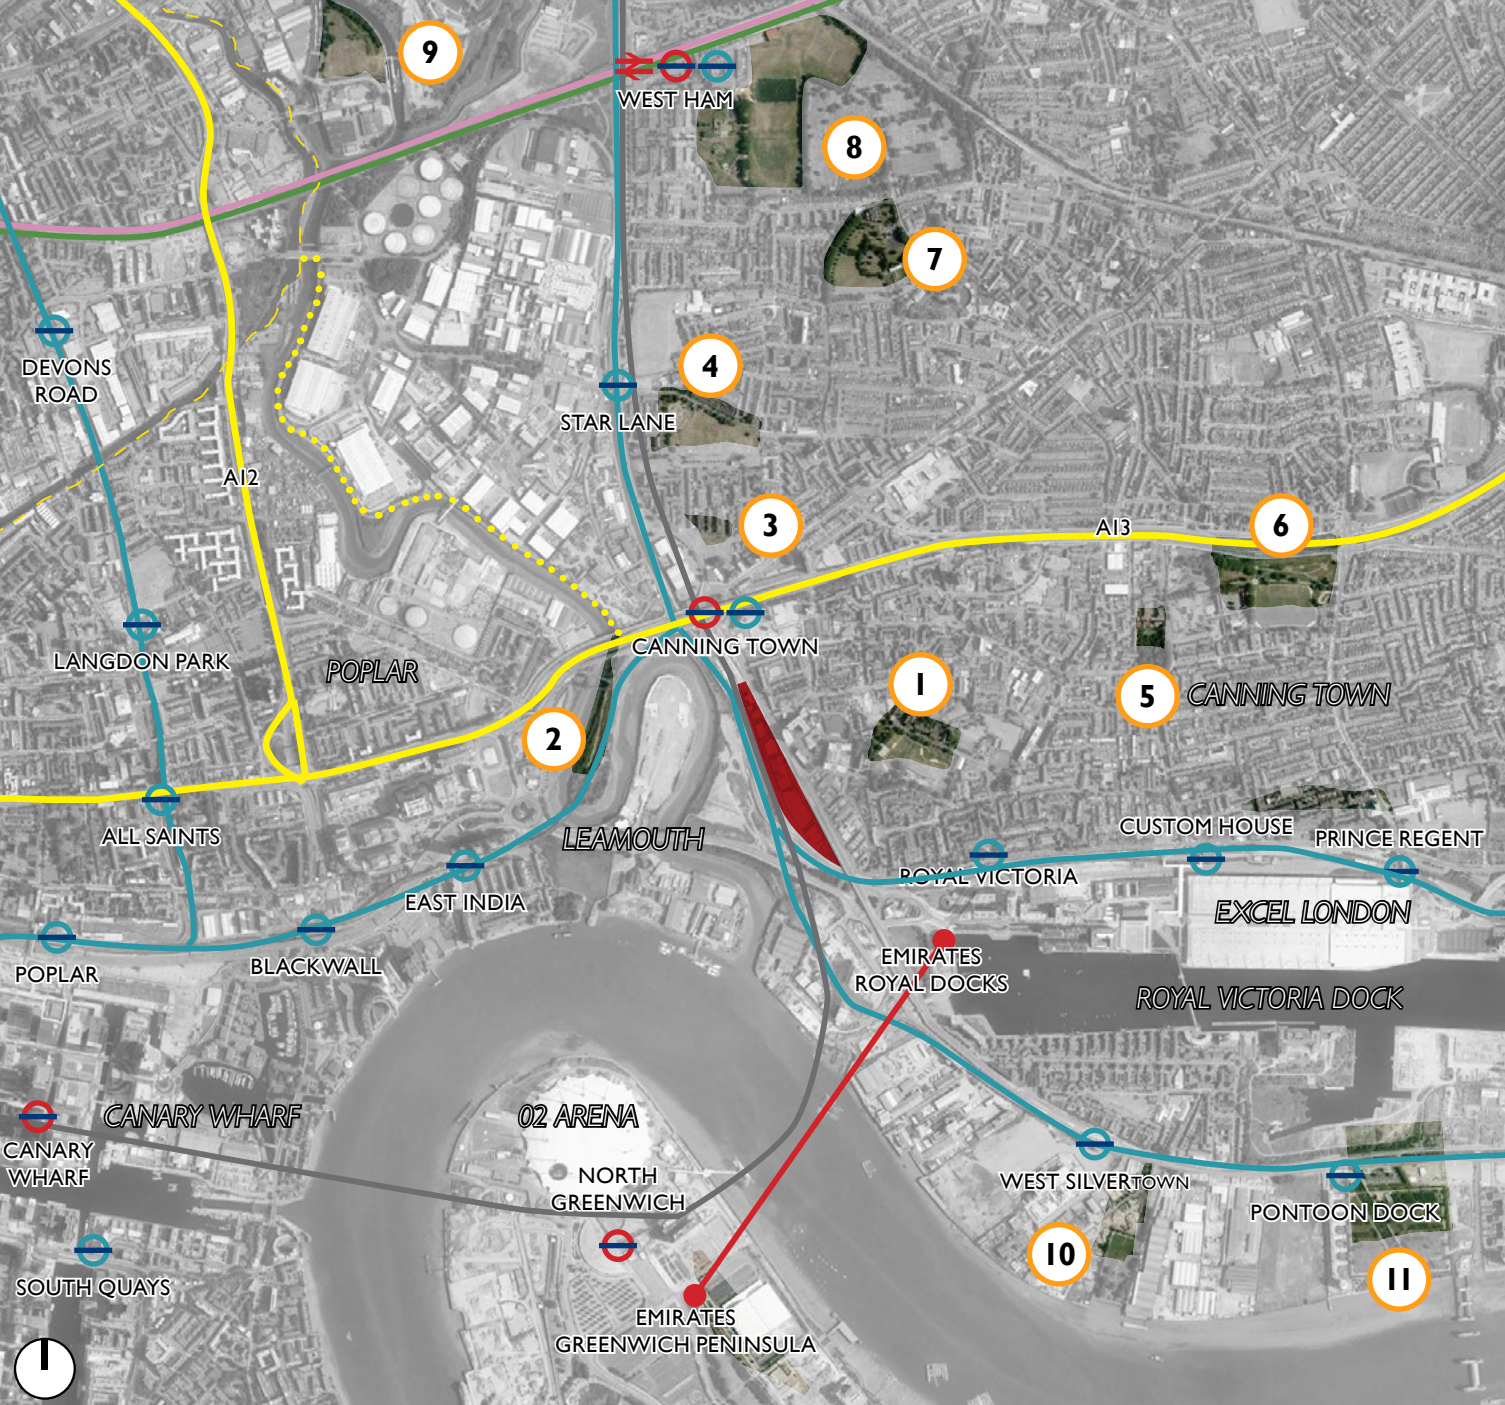 9
WEST HAM
8
7
DEVONS
ROAD
4
STAR LANE
A12
3
A13
6
CANNING TOWN
LANGDON PARK
POPLAR
1
5
CANNING TOWN
2
ALL SAINTS
LEAMOUTH
CUSTOM HOUSE
PRINCE REGENT
ROYAL VICTORIA
EAST INDIA
EXCEL LONDON
BLACKWALL
POPLAR
EMIRATES
ROYAL DOCKS
ROYAL VICTORIA DOCK
CANARY WHARF
02 ARENA
CANARY
WHARF
NORTH
GREENWICH
WEST SILVERTOWN
PONTOON DOCK
10
11
SOUTH QUAYS
EMIRATES
GREENWICH PENINSULA